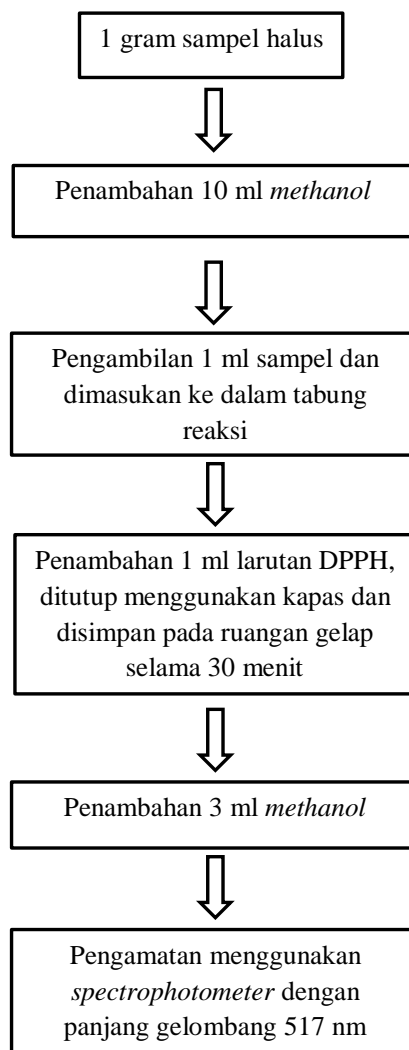 1 gram sampel halus
Penambahan 10 ml methanol
Pengambilan 1 ml sampel dan
dimasukan ke dalam tabung
reaksi
Penambahan 1 ml larutan DPPH,
ditutup menggunakan kapas dan
disimpan pada ruangan gelap
selama 30 menit
Penambahan 3 ml methanol
Pengamatan menggunakan
spectrophotometer dengan
panjang gelombang 517 nm